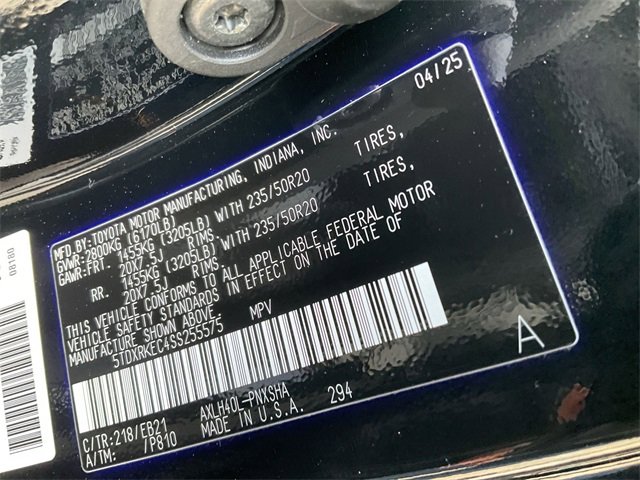 04/25
MFD.BY:TOYOTA MOTOR MANUFACTURING, INDIANA, INC.
GVWR:2800KG (6170LB)
GAWR:FRT. 1455KG (3205LB) WITH 235/50R20 TIRES,
20X7.5J RIMS.
RR. 1455KG (3205LB) WITH 235/50R20 TIRES,
20X7.5J RIMS.
THIS VEHICLE CONFORMS TO ALL APPLICABLE FEDERAL MOTOR
VEHICLE SAFETY STANDARDS IN EFFECT ON THE DATE OF
MANUFACTURE SHOWN ABOVE.
5TDXRKEC4SS255575 MPV
C/TR:218/EB21 AXLH40L-PNXSHA
A/TM: /P810 MADE IN U.S.A. 294
A
08180